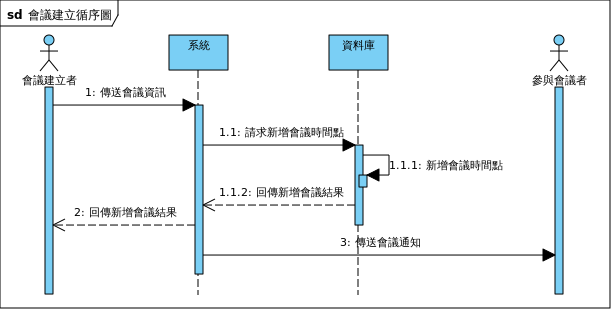 sd 會議建立循序圖
系統
資料庫
會議建立者
參與會議者
1: 傳送會議資訊
1.1: 請求新增會議時間點
1.1.1: 新增會議時間點
1.1.2: 回傳新增會議結果
2: 回傳新增會議結果
3: 傳送會議通知